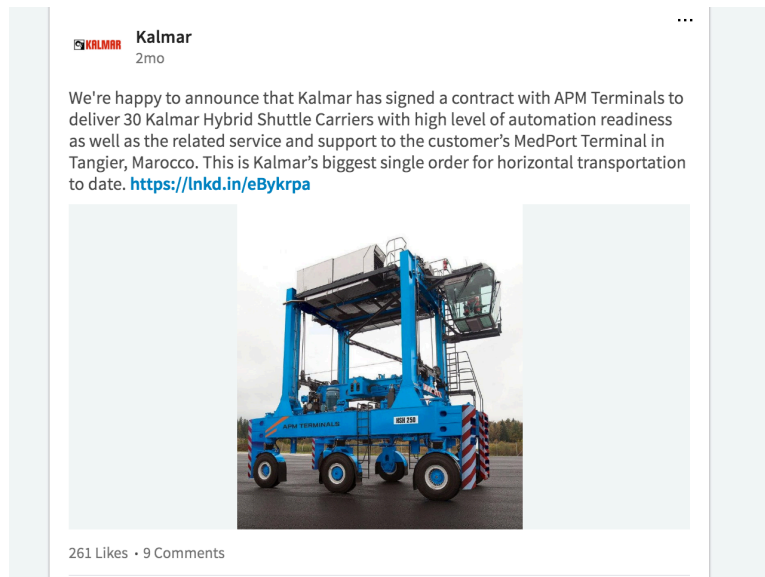 KALMAR
Kalmar
2mo
We're happy to announce that Kalmar has signed a contract with APM Terminals to
deliver 30 Kalmar Hybrid Shuttle Carriers with high level of automation readiness
as well as the related service and support to the customer's MedPort Terminal in
Tangier, Marocco. This is Kalmar's biggest single order for horizontal transportation
to date. https://lnkd.in/eBykrpa
APM TERMINALS
HSH 250
261 Likes • 9 Comments